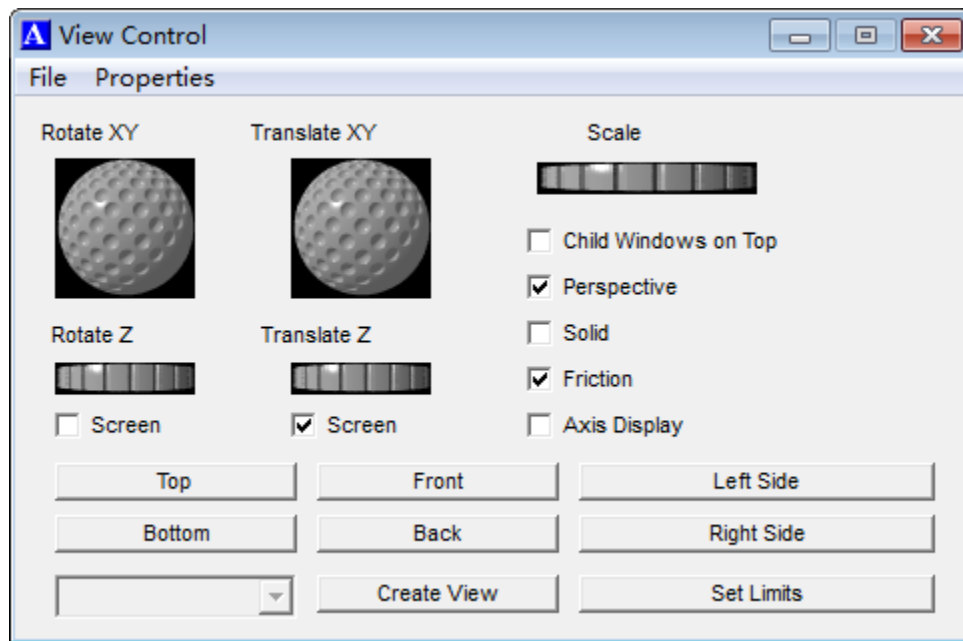 A View Control
File Properties
Rotate XY Translate XY Scale
Child Windows on Top
Perspective
Rotate Z Translate Z Solid
Friction
Screen Screen Axis Display
Top Front Left Side
Bottom Back Right Side
Create View Set Limits